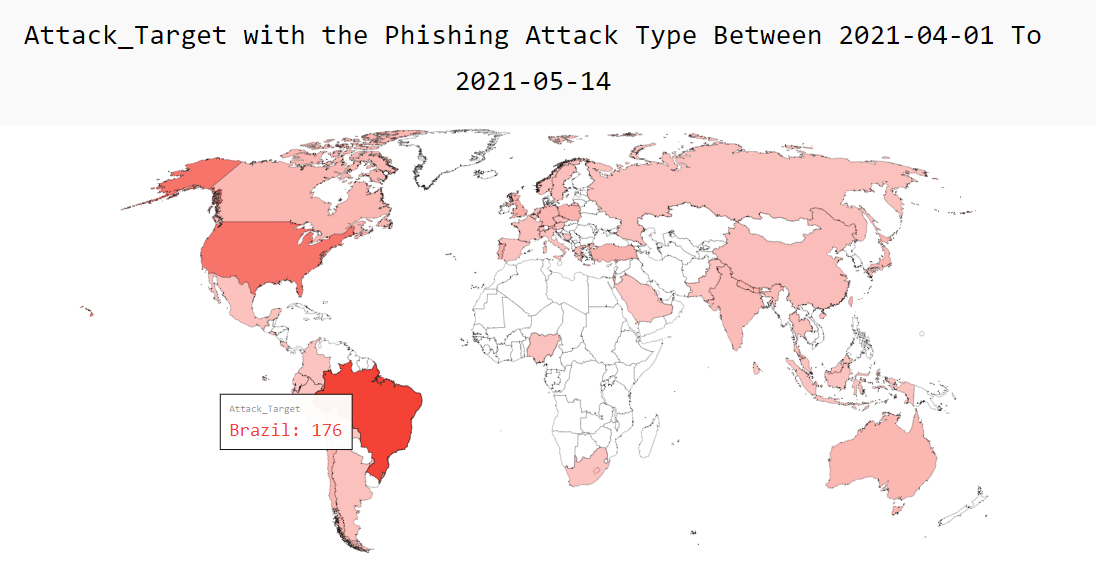 Attack_Target with the Phishing Attack Type Between 2021-04-01 To
2021-05-14
Attack_Target
Brazil: 176